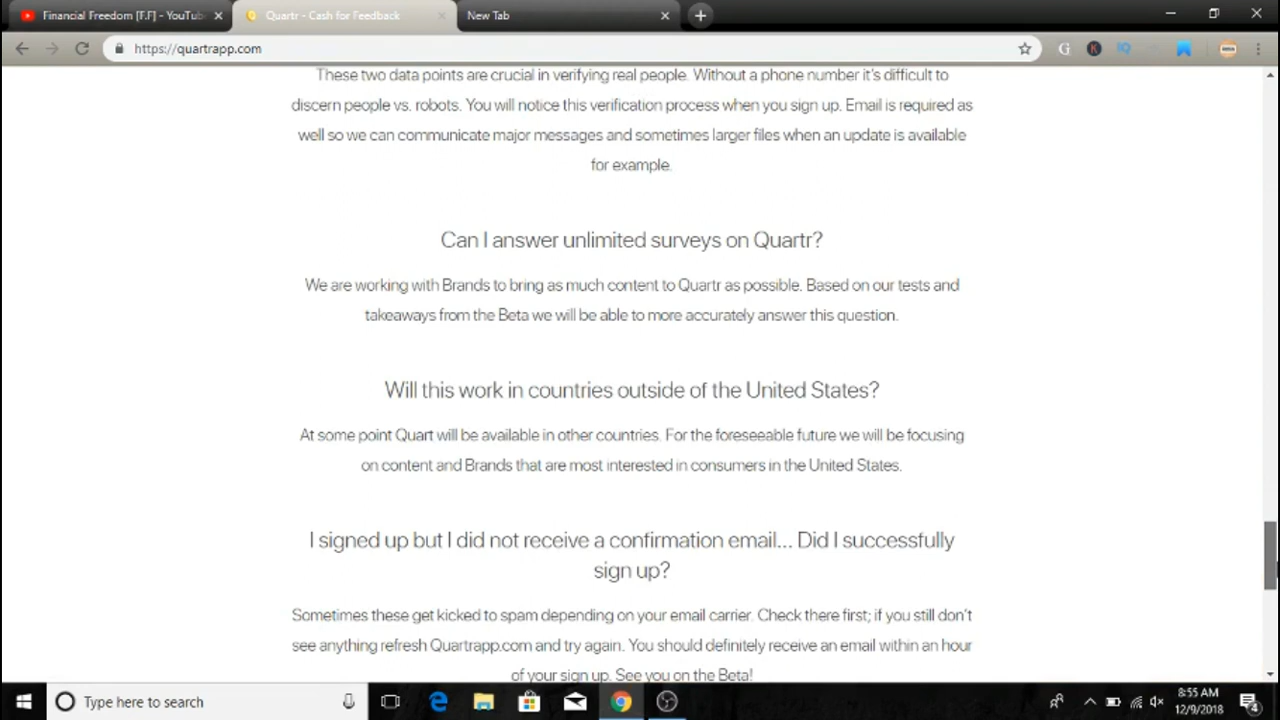 Financial Freedom [F.F] - YouTub
Quartr - Cash for Feedback
New Tab
https://quartrapp.com
These two data points are crucial in verifying real people. Without a phone number it's difficult to
discern people vs. robots. You will notice this verification process when you sign up. Email is required as
well so we can communicate major messages and sometimes larger files when an update is available
for example.
Can I answer unlimited surveys on Quartr?
We are working with Brands to bring as much content to Quartr as possible. Based on our tests and
takeaways from the Beta we will be able to more accurately answer this question.
Will this work in countries outside of the United States?
At some point Quart will be available in other countries. For the foreseeable future we will be focusing
on content and Brands that are most interested in consumers in the United States.
I signed up but I did not receive a confirmation email... Did I successfully
sign up?
Sometimes these get kicked to spam depending on your email carrier. Check there first; if you still don't
see anything refresh Quartrapp.com and try again. You should definitely receive an email within an hour
of your sign up. See you on the Beta!
Type here to search
8:55 AM
12/9/2018
4